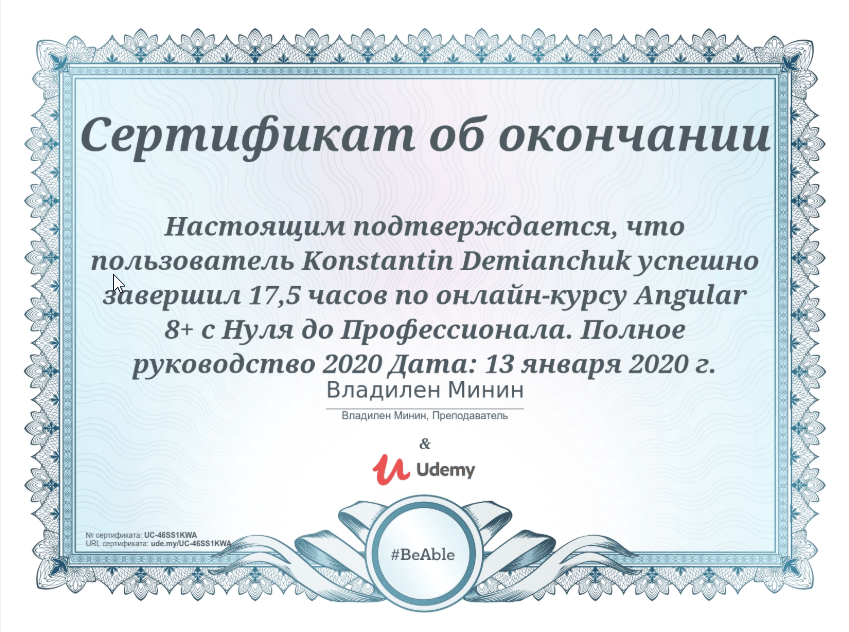 Сертификат об окончании
Настоящим подтверждается, что
пользователь Konstantin Demianchuk успешно
завершил 17,5 часов по онлайн-курсу Angular
8+ с Нуля до Профессионала. Полное
руководство 2020 Дата: 13 января 2020 г.
Владилен Минин
Владилен Минин, Преподаватель
&
Udemy
№ сертификата: UC-46SS1KWA
URL сертификата: ude.my/UC-46SS1KWA
#BeAble